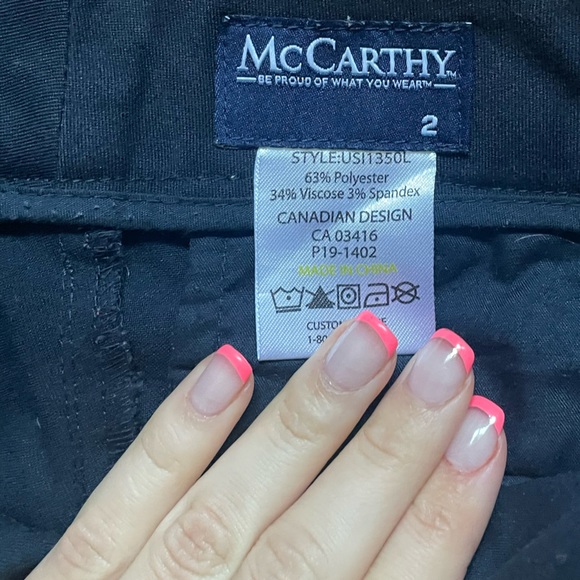 McCARTHY™
BE PROUD OF WHAT YOU WEAR™
2
STYLE:USI1350L
63% Polyester
34% Viscose 3% Spandex
CANADIAN DESIGN
CA 03416
P19-1402
MADE IN CHINA